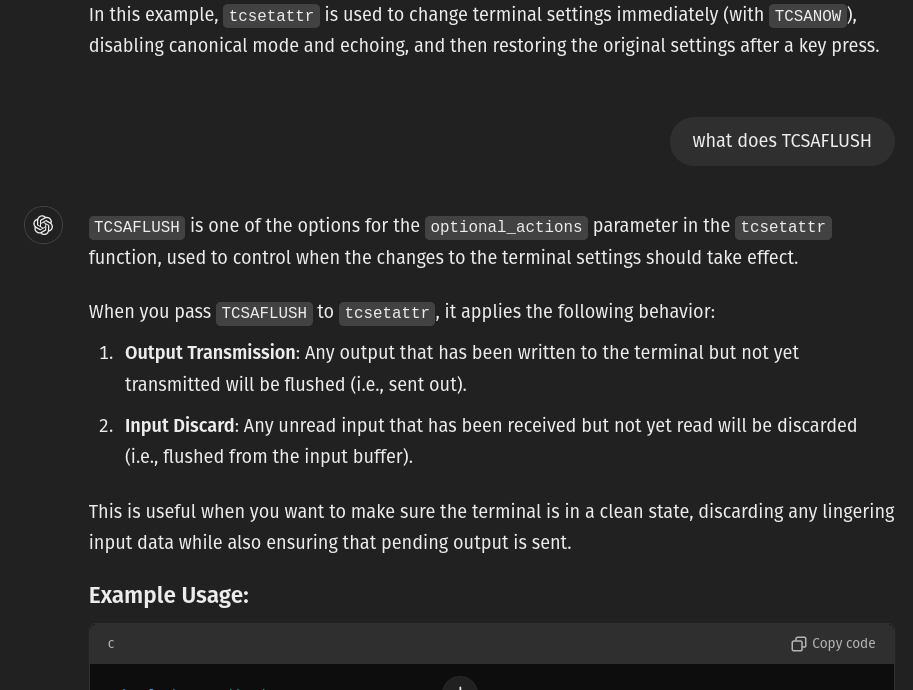 In this example, tcsetattr is used to change terminal settings immediately (with TCSANOW),
disabling canonical mode and echoing, and then restoring the original settings after a key press.
what does TCSAFLUSH
TCSAFLUSH is one of the options for the optional_actions parameter in the tcsetattr
function, used to control when the changes to the terminal settings should take effect.
When you pass TCSAFLUSH to tcsetattr, it applies the following behavior:
1. Output Transmission: Any output that has been written to the terminal but not yet
transmitted will be flushed (i.e., sent out).
2. Input Discard: Any unread input that has been received but not yet read will be discarded
(i.e., flushed from the input buffer).
This is useful when you want to make sure the terminal is in a clean state, discarding any lingering
input data while also ensuring that pending output is sent.
Example Usage:
c Copy code